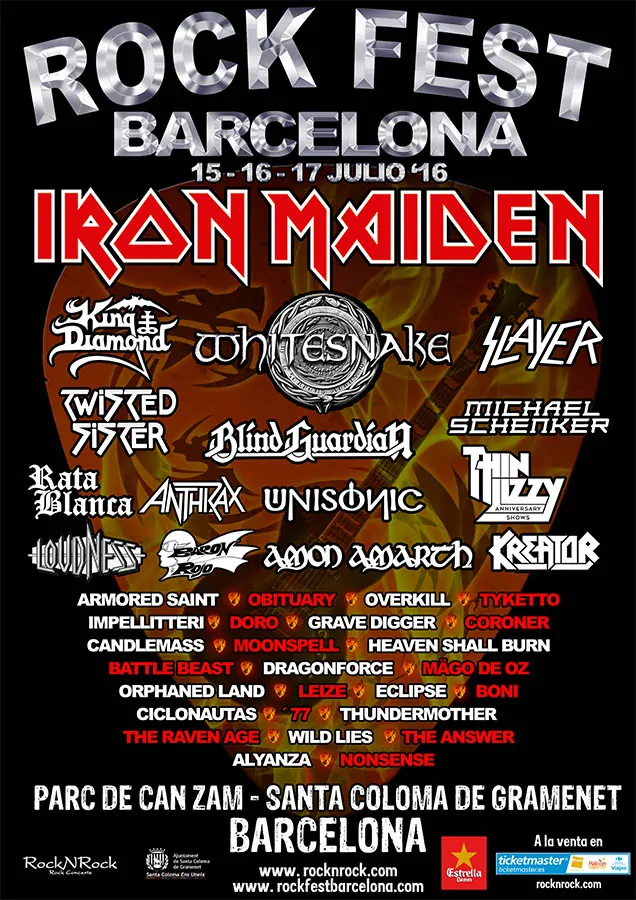 ROCK FEST
BARCELONA
15 - 16 - 17 JULIO '16
IRON MAIDEN
King Diamond
WHITESNAKE
SLAYER
TWISTED SISTER
Blind Guardian
MICHAEL SCHENKER
Rata Blanca
ANTHRAX
UNISONIC
THIN LIZZY
ANNIVERSARY SHOWS
LOUDNESS
BARON ROJO
AMON AMARTH
KREATOR
ARMORED SAINT OBITUARY OVERKILL TYKETTO
IMPELLITTERI DORO GRAVE DIGGER CORONER
CANDLEMASS MOONSPELL HEAVEN SHALL BURN
BATTLE BEAST DRAGONFORCE MÄGO DE OZ
ORPHANED LAND LEIZE ECLIPSE BONI
CICLONAUTAS ´77 THUNDERMOTHER
THE RAVEN AGE WILD LIES THE ANSWER
ALYANZA NONSENSE
PARC DE CAN ZAM - SANTA COLOMA DE GRAMENET
BARCELONA
RockNRock
Rock Concerts
Ajuntament
de Santa Coloma
de Gramenet
Santa Coloma Ens Uneix
www.rocknrock.com
www.rockfestbarcelona.com
Estrella
Damm
A la venta en
ticketmaster
ticketmaster.es
Viajes
rocknrock.com